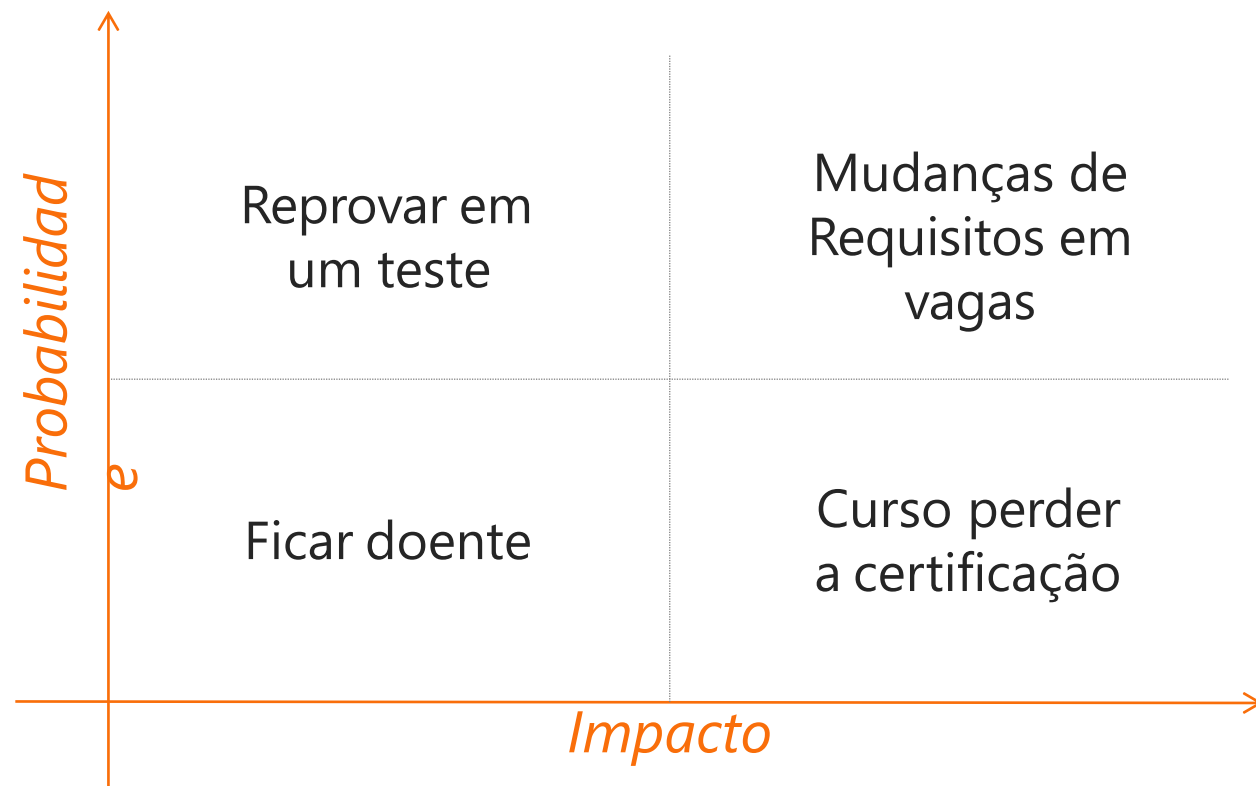 Probabilidad
e
Reprovar em
um teste
Mudanças de
Requisitos em
vagas
Ficar doente
Curso perder
a certificação
Impacto